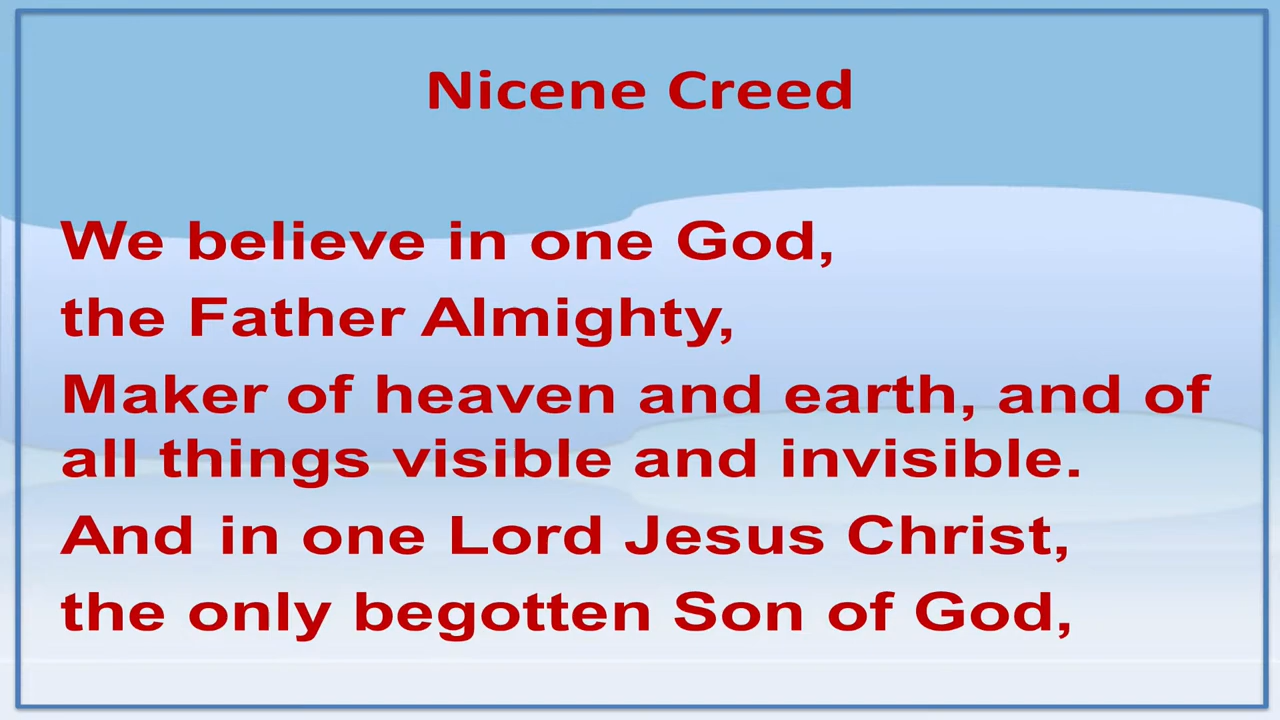 Nicene Creed
We believe in one God,
the Father Almighty,
Maker of heaven and earth, and of
all things visible and invisible.
And in one Lord Jesus Christ,
the only begotten Son of God,